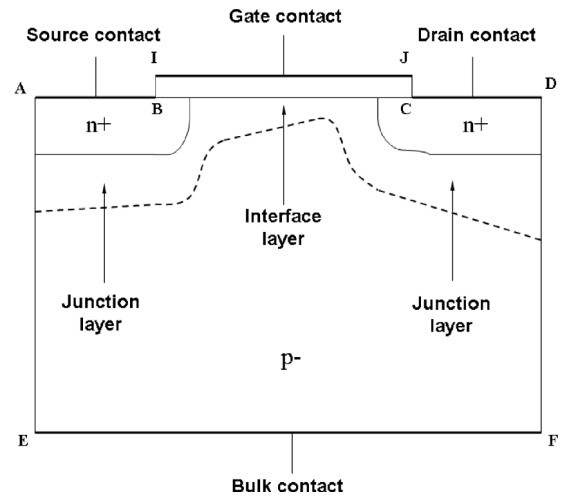 Gate contact
Source contact
I
J
Drain contact
A
D
n+
B
C
n+
Interface
layer
Junction
layer
Junction
layer
p-
E
F
Bulk contact